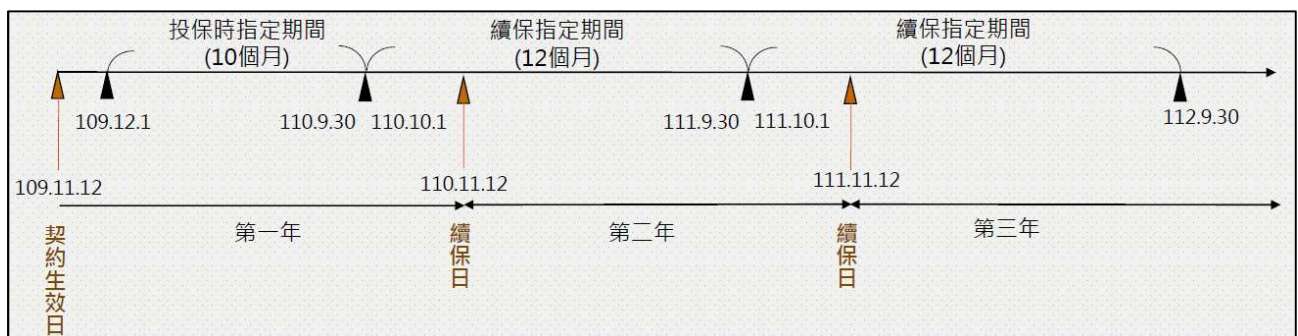 投保時指定期間
(10個月)
續保指定期間
(12個月)
續保指定期間
(12個月)
109.12.1
110.9.30
110.10.1
111.9.30
111.10.1
112.9.30
109.11.12
110.11.12
111.11.12
第一年
第二年
第三年
契約生效日
續保日
續保日